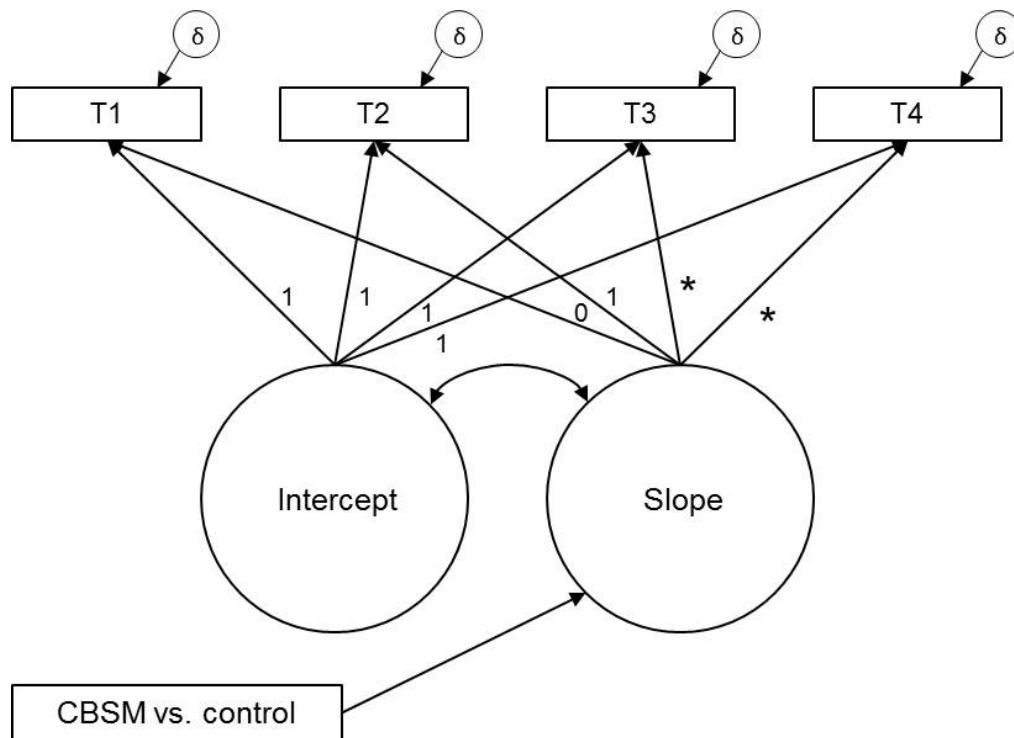 δ δ δ δ
T1 T2 T3 T4
1 1 1 0 1 * *
1
Intercept Slope
CBSM vs. control